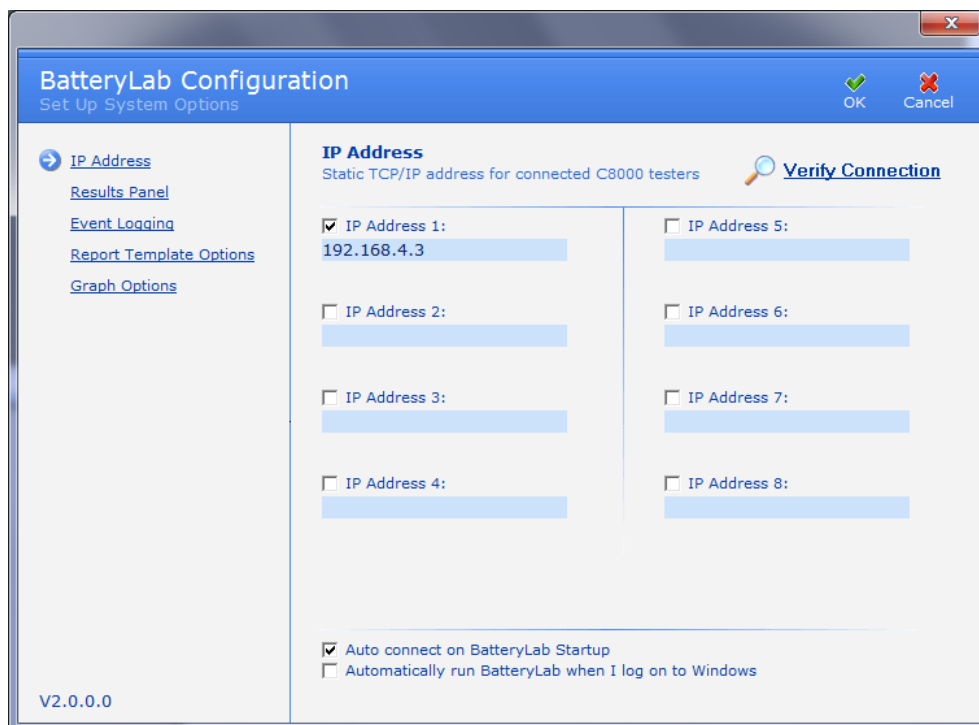 BatteryLab Configuration
Set Up System Options
OK
Cancel
IP Address
Results Panel
Event Logging
Report Template Options
Graph Options
V2.0.0.0
IP Address
Static TCP/IP address for connected C8000 testers
Verify Connection
IP Address 1:
192.168.4.3
IP Address 2:
IP Address 3:
IP Address 4:
IP Address 5:
IP Address 6:
IP Address 7:
IP Address 8:
Auto connect on BatteryLab Startup
Automatically run BatteryLab when I log on to Windows